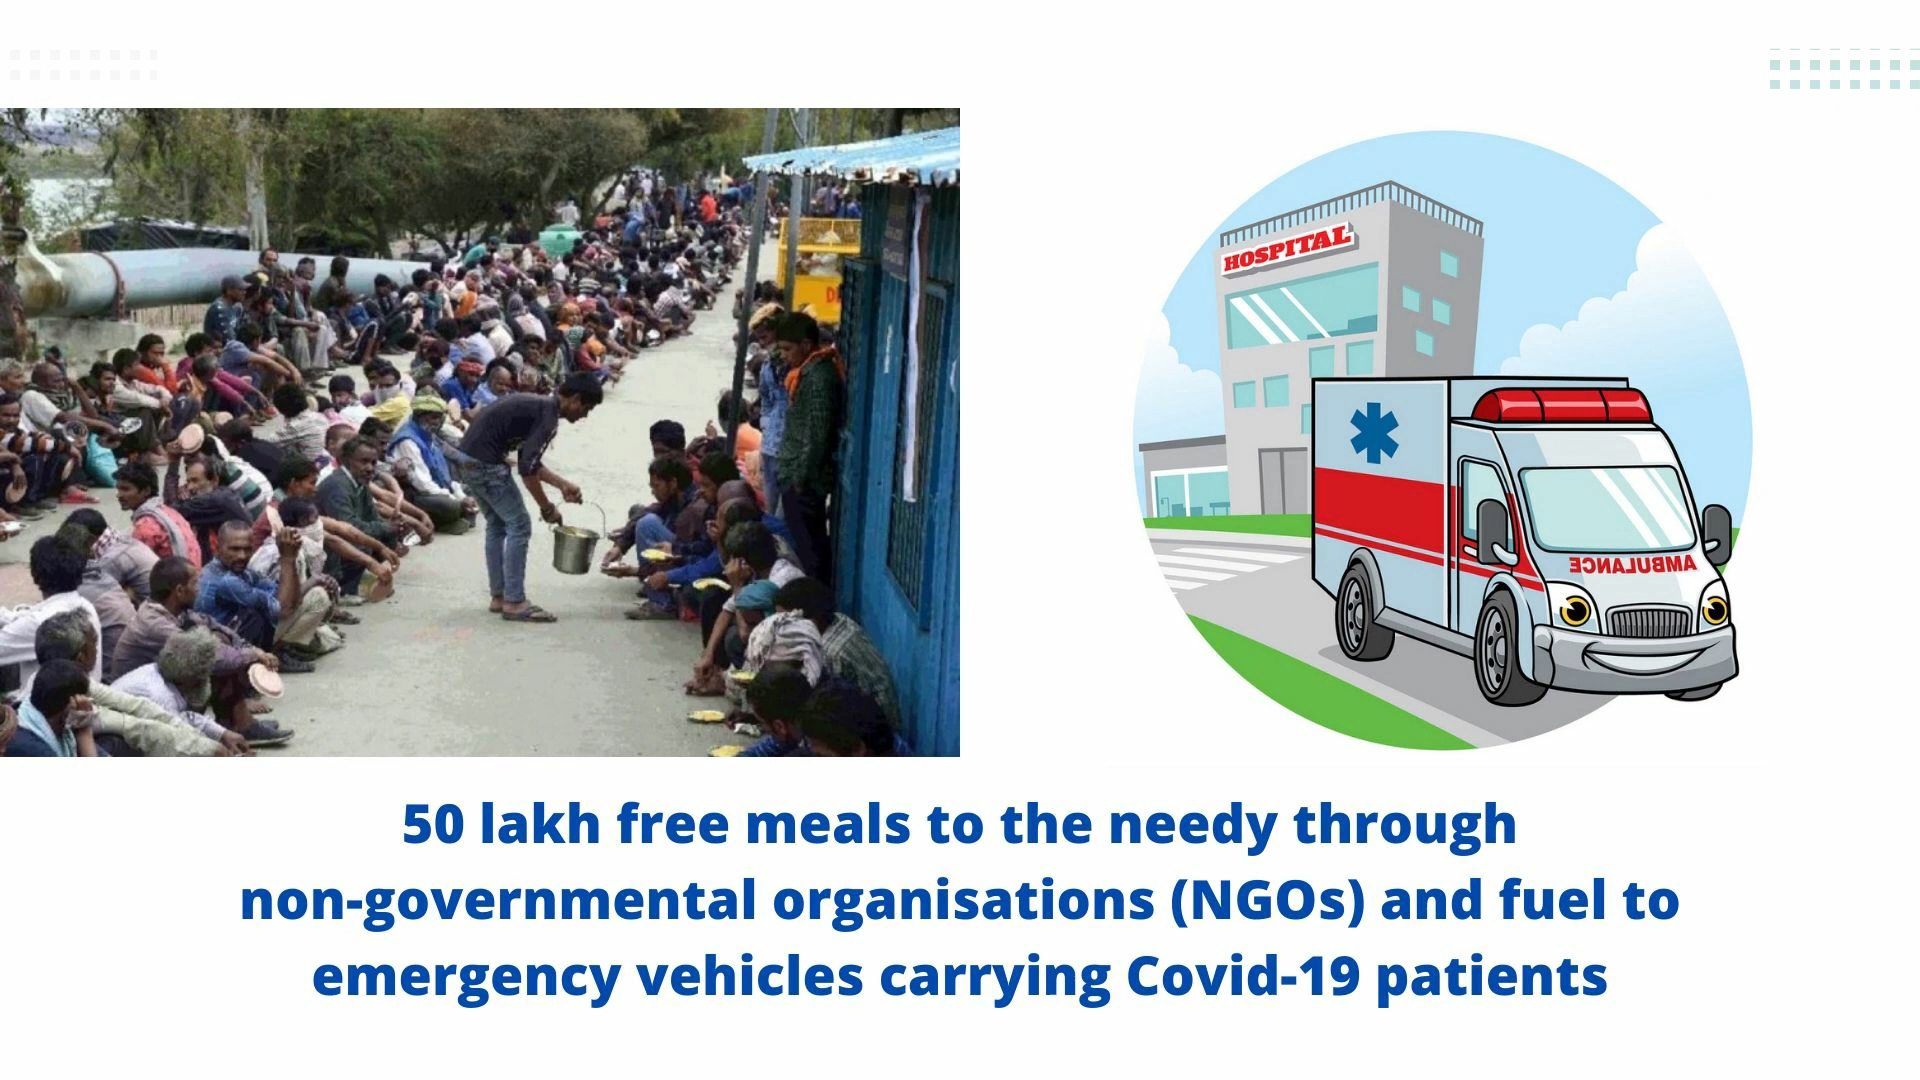 D
HOSPITAL
AMBULANCE
50 lakh free meals to the needy through
non-governmental organisations (NGOs) and fuel to
emergency vehicles carrying Covid-19 patients